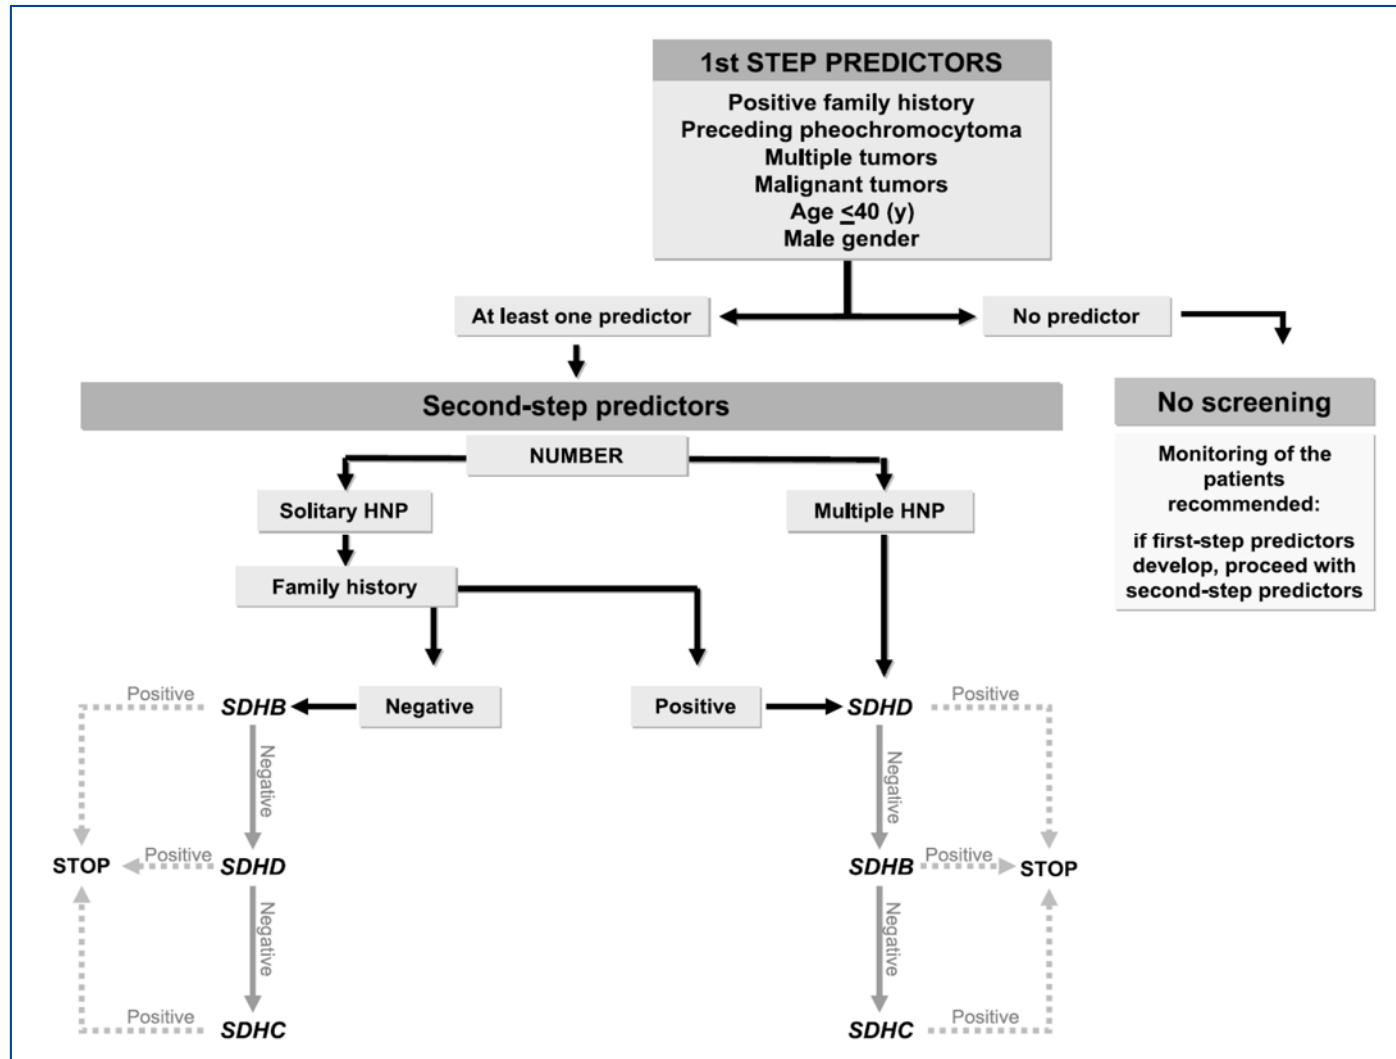 1st STEP PREDICTORS
Positive family history
Preceding pheochromocytoma
Multiple tumors
Malignant tumors
Age ≤40 (y)
Male gender
At least one predictor
No predictor
Second-step predictors
No screening
NUMBER
Monitoring of the
patients
recommended:
if first-step predictors
develop, proceed with
second-step predictors
Solitary HNP
Multiple HNP
Family history
Positive
SDHB
Negative
Positive
SDHD
Positive
Negative
Negative
STOP
Positive
SDHD
SDHB
Positive
STOP
Negative
Negative
Positive
SDHC
SDHC
Positive